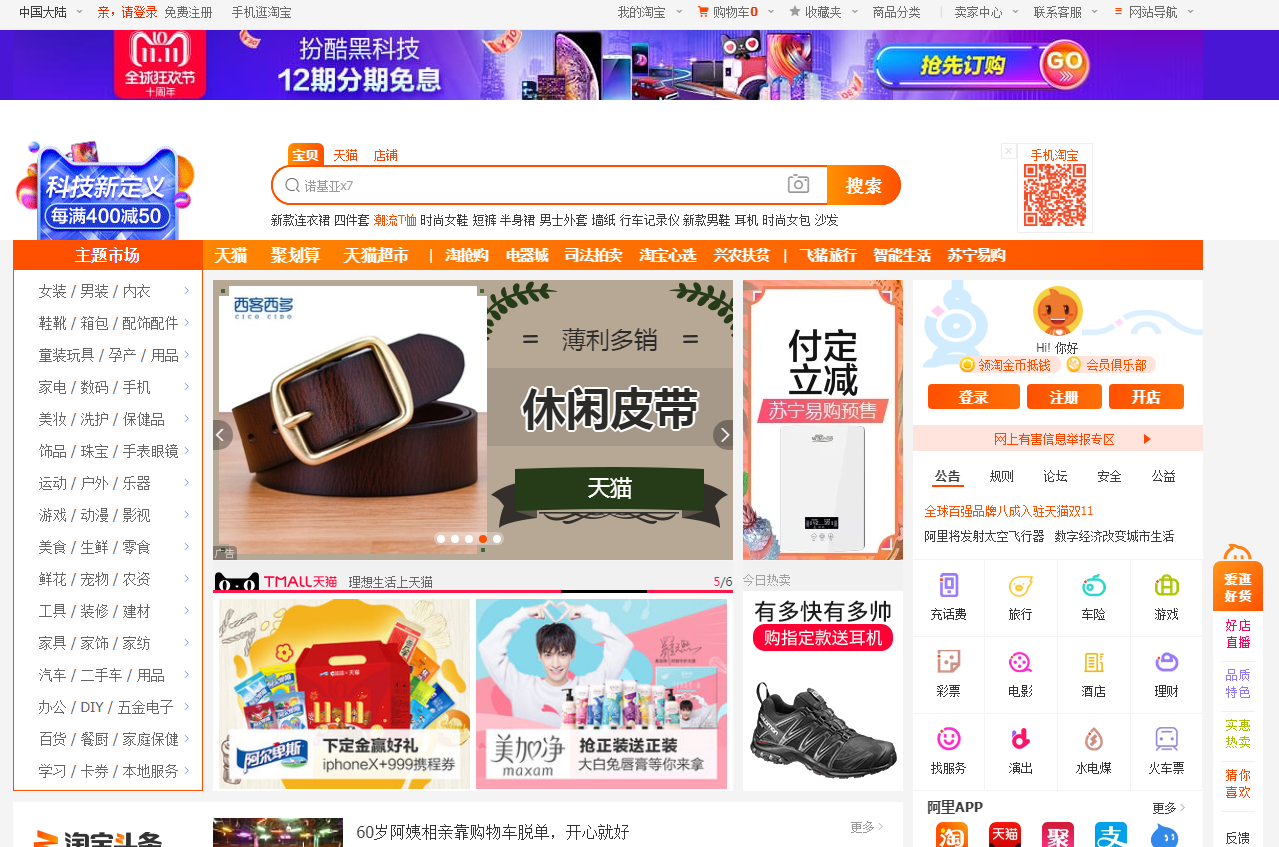 中国大陆 亲，请登录 免费注册 手机逛淘宝 我的淘宝 购物车0 收藏夹 商品分类 卖家中心 联系客服 网站导航
11.11
全球狂欢节
十周年
扮酷黑科技
12期分期免息
抢先订购 GO
科技新定义
每满400减50
宝贝 天猫 店铺
诺基亚x7 搜索
新款连衣裙 四件套 潮流T恤 时尚女鞋 短裤 半身裙 男士外套 墙纸 行车记录仪 新款男鞋 耳机 时尚女包 沙发
手机淘宝
主题市场 天猫 聚划算 天猫超市 | 淘抢购 电器城 司法拍卖 淘宝心选 兴农扶贫 | 飞猪旅行 智能生活 苏宁易购
女装 / 男装 / 内衣
鞋靴 / 箱包 / 配饰配件
童装玩具 / 孕产 / 用品
家电 / 数码 / 手机
美妆 / 洗护 / 保健品
饰品 / 珠宝 / 手表眼镜
运动 / 户外 / 乐器
游戏 / 动漫 / 影视
美食 / 生鲜 / 零食
鲜花 / 宠物 / 农资
工具 / 装修 / 建材
家具 / 家饰 / 家纺
汽车 / 二手车 / 用品
办公 / DIY / 五金电子
百货 / 餐厨 / 家庭保健
学习 / 卡券 / 本地服务
西客西多
CICO CIDO
= 薄利多销 =
休闲皮带
天猫
广告
付定
立减
苏宁易购预售
TMALL天猫 理想生活上天猫 5/6
阿尔卑斯
下定金赢好礼
iphoneX+999携程券
美加净
maxam
抢正装送正装
大白兔唇膏等你来拿
今日热卖
有多快有多帅
购指定款送耳机
Hi! 你好
领淘金币抵钱 会员俱乐部
登录 注册 开店
网上有害信息举报专区
公告 规则 论坛 安全 公益
全球百强品牌八成入驻天猫双11
阿里将发射太空飞行器 数字经济改变城市生活
充话费 旅行 车险 游戏
彩票 电影 酒店 理财
找服务 演出 水电煤 火车票
阿里APP 更多
淘 天猫 聚 支
淘宝头条
60岁阿姨相亲靠购物车脱单，开心就好 更多
爱逛
好货
好店
直播
品质
特色
实惠
热卖
猜你
喜欢
反馈